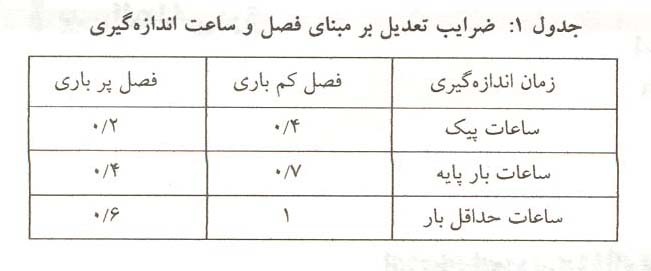 جدول ۱: ضرایب تعدیل بر مبنای فصل و ساعت اندازه‌گیری
زمان اندازه‌گیری فصل کم باری فصل پر باری
ساعات پیک ۰/۴ ۰/۲
ساعات بار پایه ۰/۷ ۰/۴
ساعات حداقل بار ۱ ۰/۶